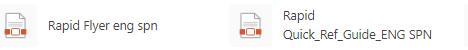 Rapid Flyer eng spn
Rapid
Quick_Ref_Guide_ENG SPN